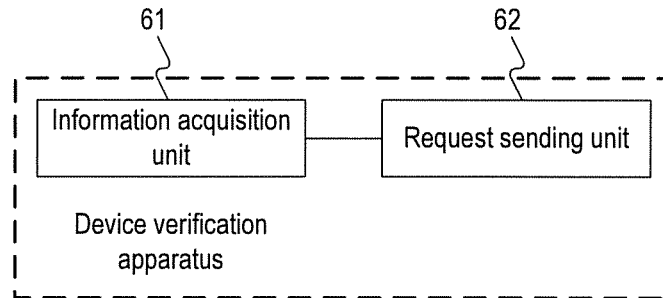 61
62
Information acquisition
unit
Request sending unit
Device verification
apparatus